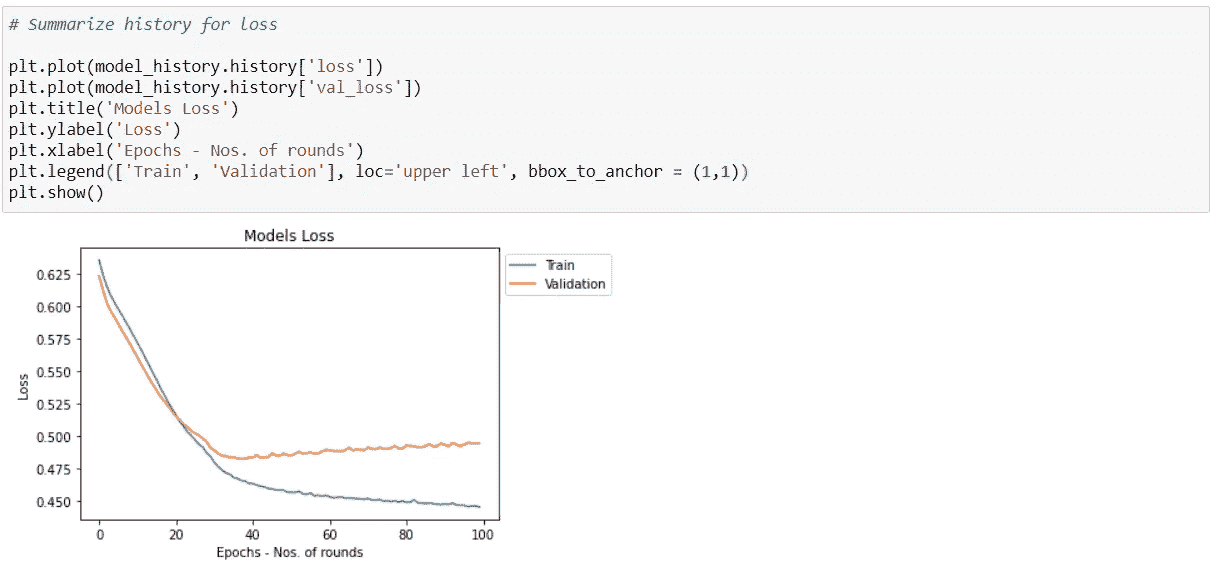 # Summarize history for loss
plt.plot(model_history.history['loss'])
plt.plot(model_history.history['val_loss'])
plt.title('Models Loss')
plt.ylabel('Loss')
plt.xlabel('Epochs - Nos. of rounds')
plt.legend(['Train', 'Validation'], loc='upper left', bbox_to_anchor = (1,1))
plt.show()
Models Loss
Train
Validation
0.625
0.600
0.575
0.550
0.525
0.500
0.475
0.450
Loss
0 20 40 60 80 100
Epochs - Nos. of rounds